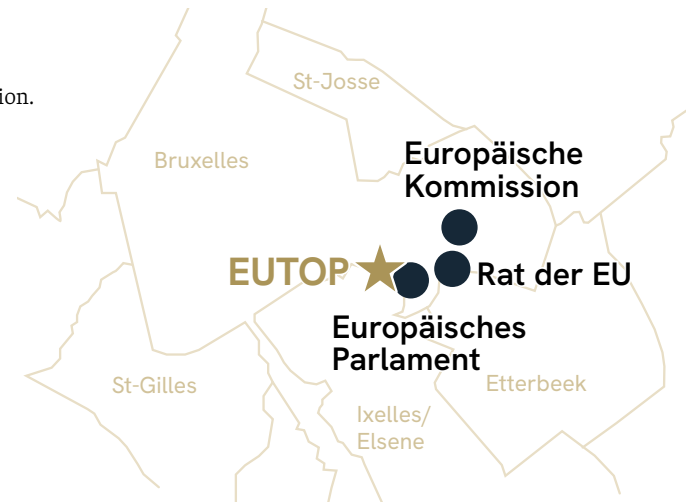 St-Josse
ion.
Bruxelles
Europäische
Kommission
EUTOP
Rat der EU
Europäisches
Parlament
St-Gilles
Etterbeek
Ixelles/
Elsene